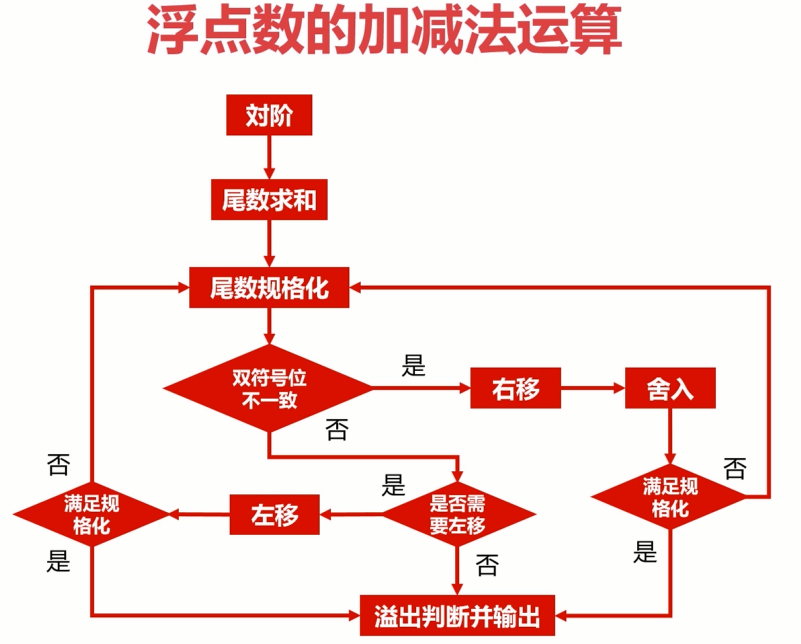 浮点数的加减法运算
对阶
尾数求和
尾数规格化
双符号位
不一致
是
右移
舍入
否
否
满足规
格化
是
左移
是
是否需
要左移
否
满足规
格化
否
是
溢出判断并输出